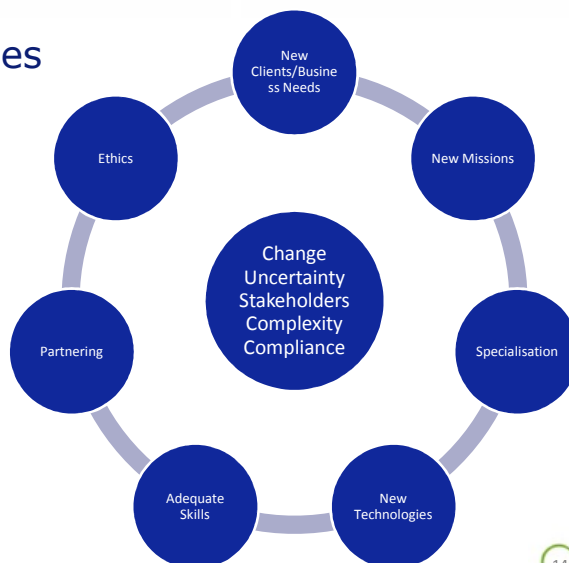 es
New
Clients/Busine
ss Needs
Ethics
New Missions
Change
Uncertainty
Stakeholders
Complexity
Compliance
Partnering
Specialisation
Adequate
Skills
New
Technologies